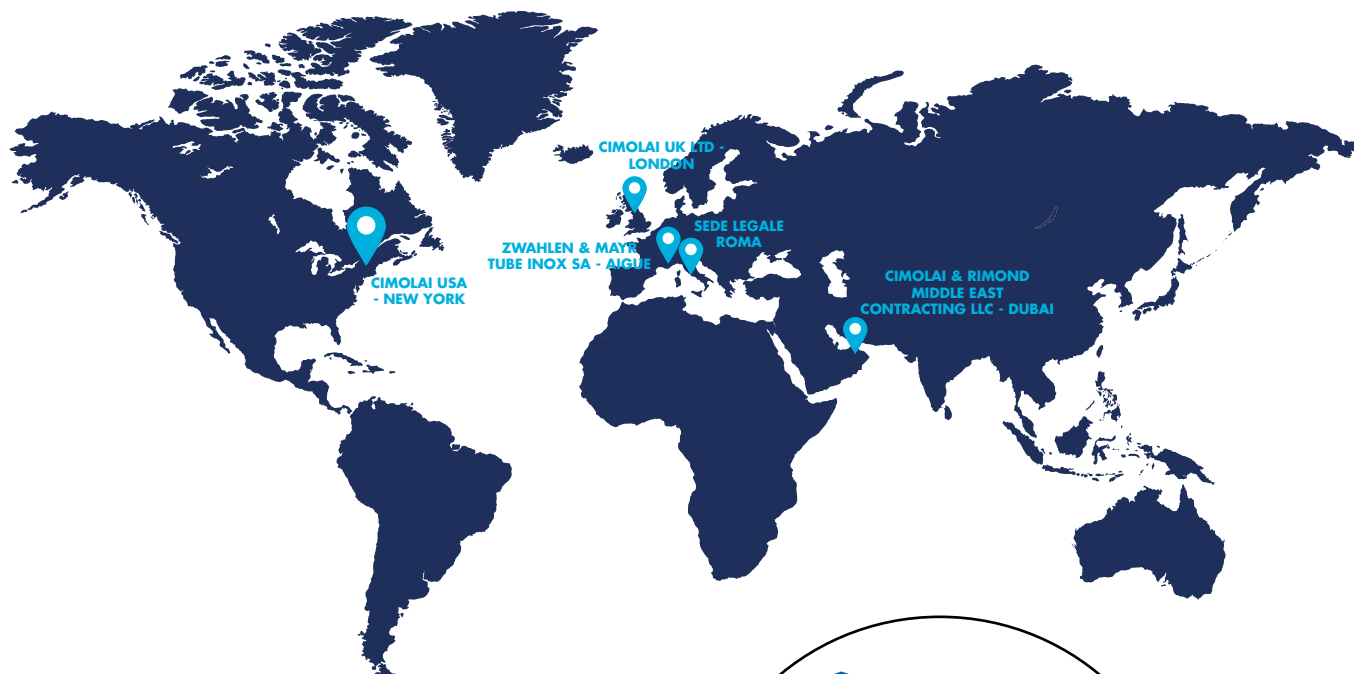 CIMOLAI UK LTD -
LONDON
SEDE LEGALE
ROMA
ZWAHLEN & MAYR
TUBE INOX SA - AIGUE
CIMOLAI USA
- NEW YORK
CIMOLAI & RIMOND
MIDDLE EAST
CONTRACTING LLC - DUBAI